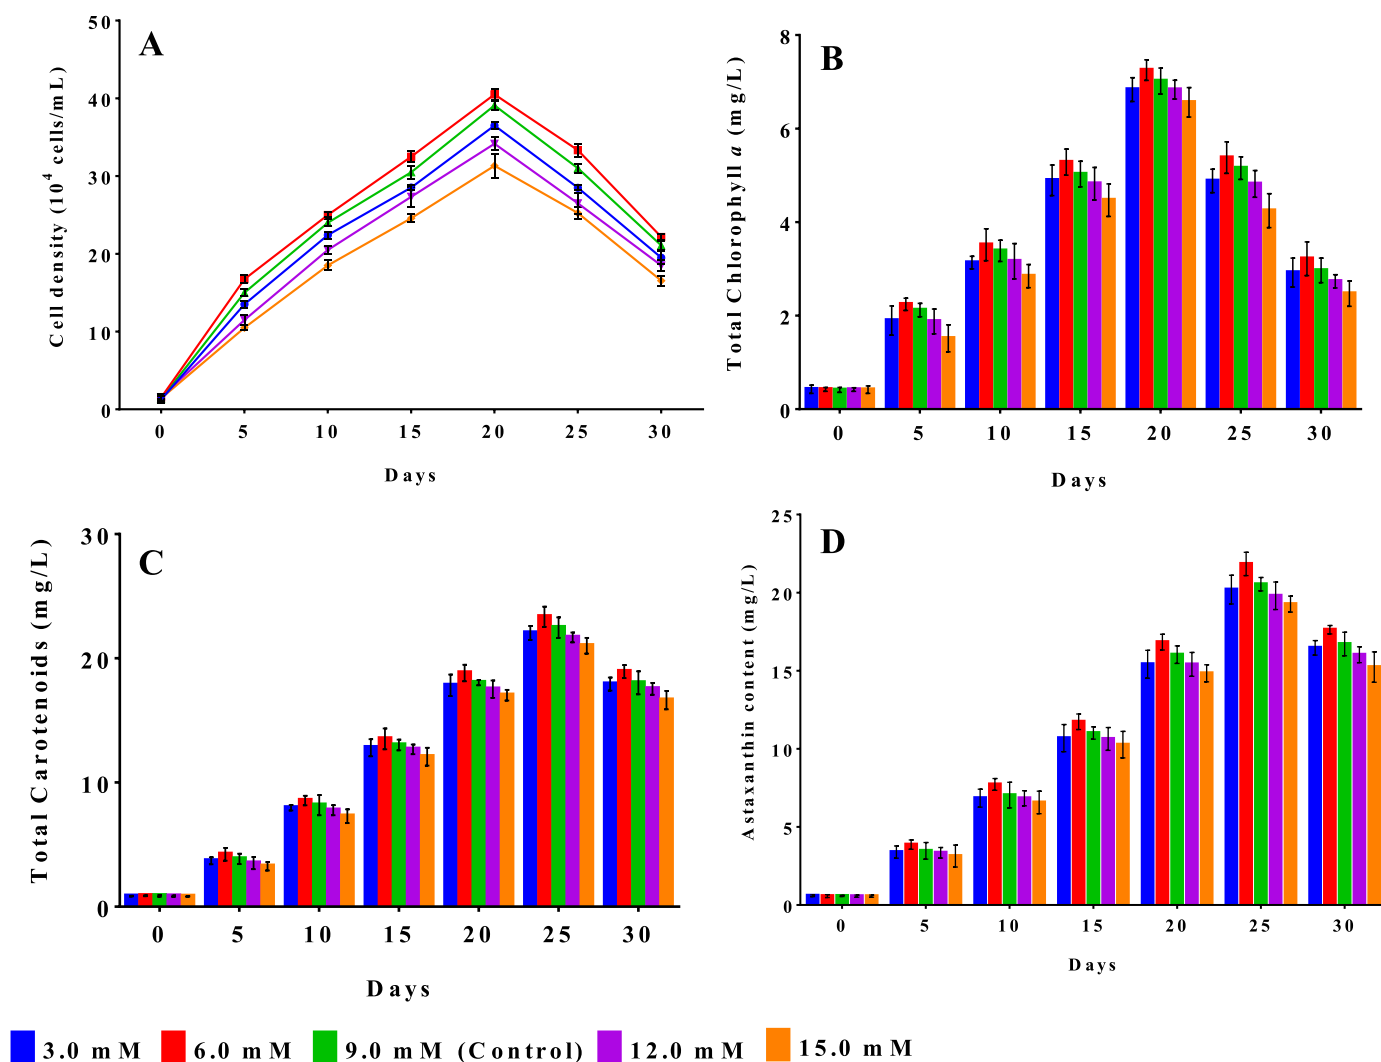 A
Cell density (10⁴ cells/mL)
50
40
30
20
10
0
0 5 10 15 20 25 30
Days
B
Total Chlorophyll a (mg/L)
8
6
4
2
0
0 5 10 15 20 25 30
Days
C
Total Carotenoids (mg/L)
30
20
10
0
0 5 10 15 20 25 30
Days
D
Astaxanthin content (mg/L)
25
20
15
10
5
0
0 5 10 15 20 25 30
Days
3.0 mM 6.0 mM 9.0 mM (Control) 12.0 mM 15.0 mM